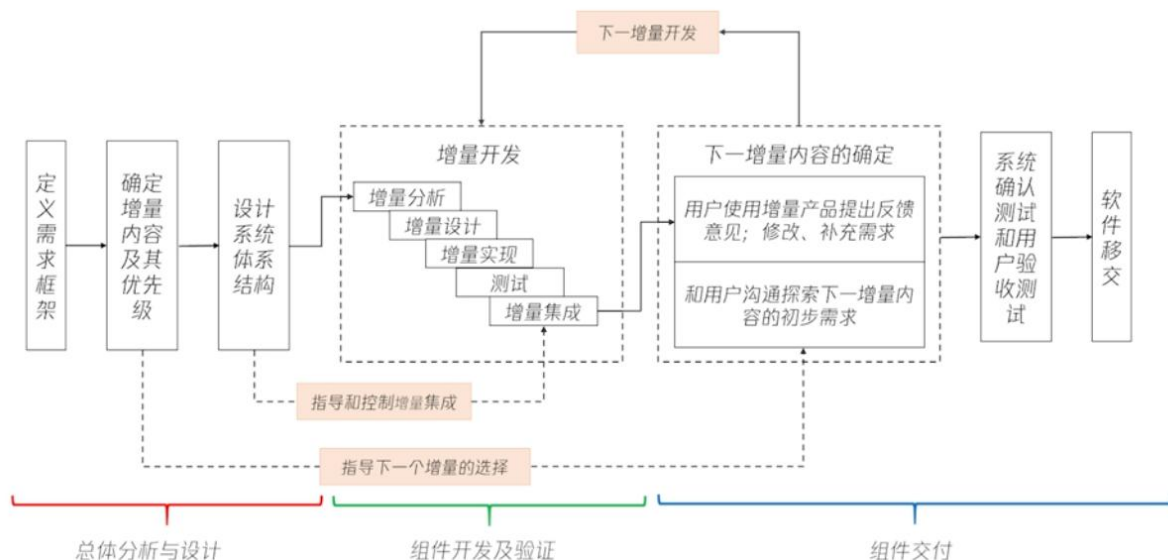 下一增量开发
定义需求框架
确定
增量
内容
及其
优先
级
设计
系统
体系
结构
增量开发
增量分析
增量设计
增量实现
测试
增量集成
下一增量内容的确定
用户使用增量产品提出反馈
意见；修改、补充需求
和用户沟通探索下一增量内
容的初步需求
系统
确认
测试
和用
户验
收测
试
软件移交
指导和控制增量集成
指导下一个增量的选择
总体分析与设计
组件开发及验证
组件交付